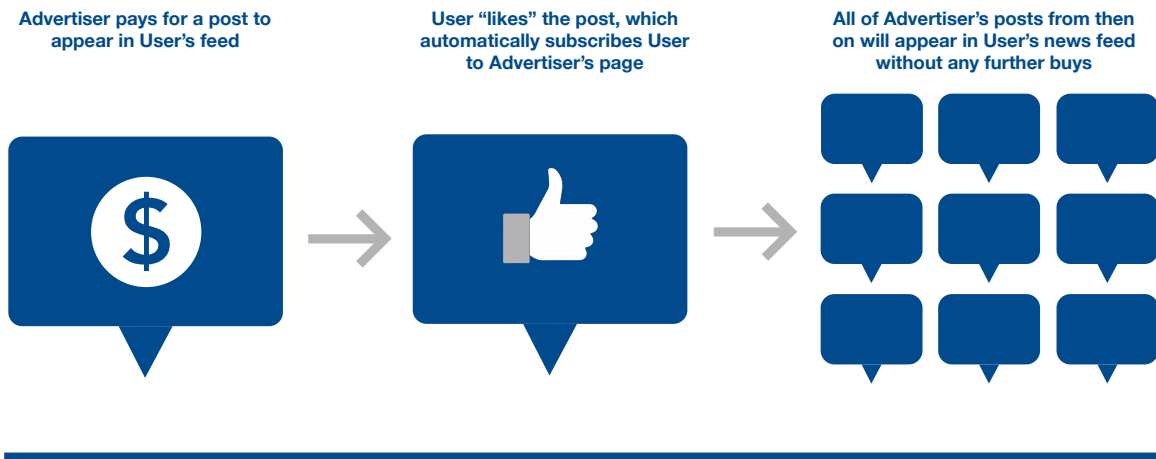 Advertiser pays for a post to
appear in User’s feed
User “likes” the post, which
automatically subscribes User
to Advertiser’s page
All of Advertiser’s posts from then
on will appear in User’s news feed
without any further buys
$